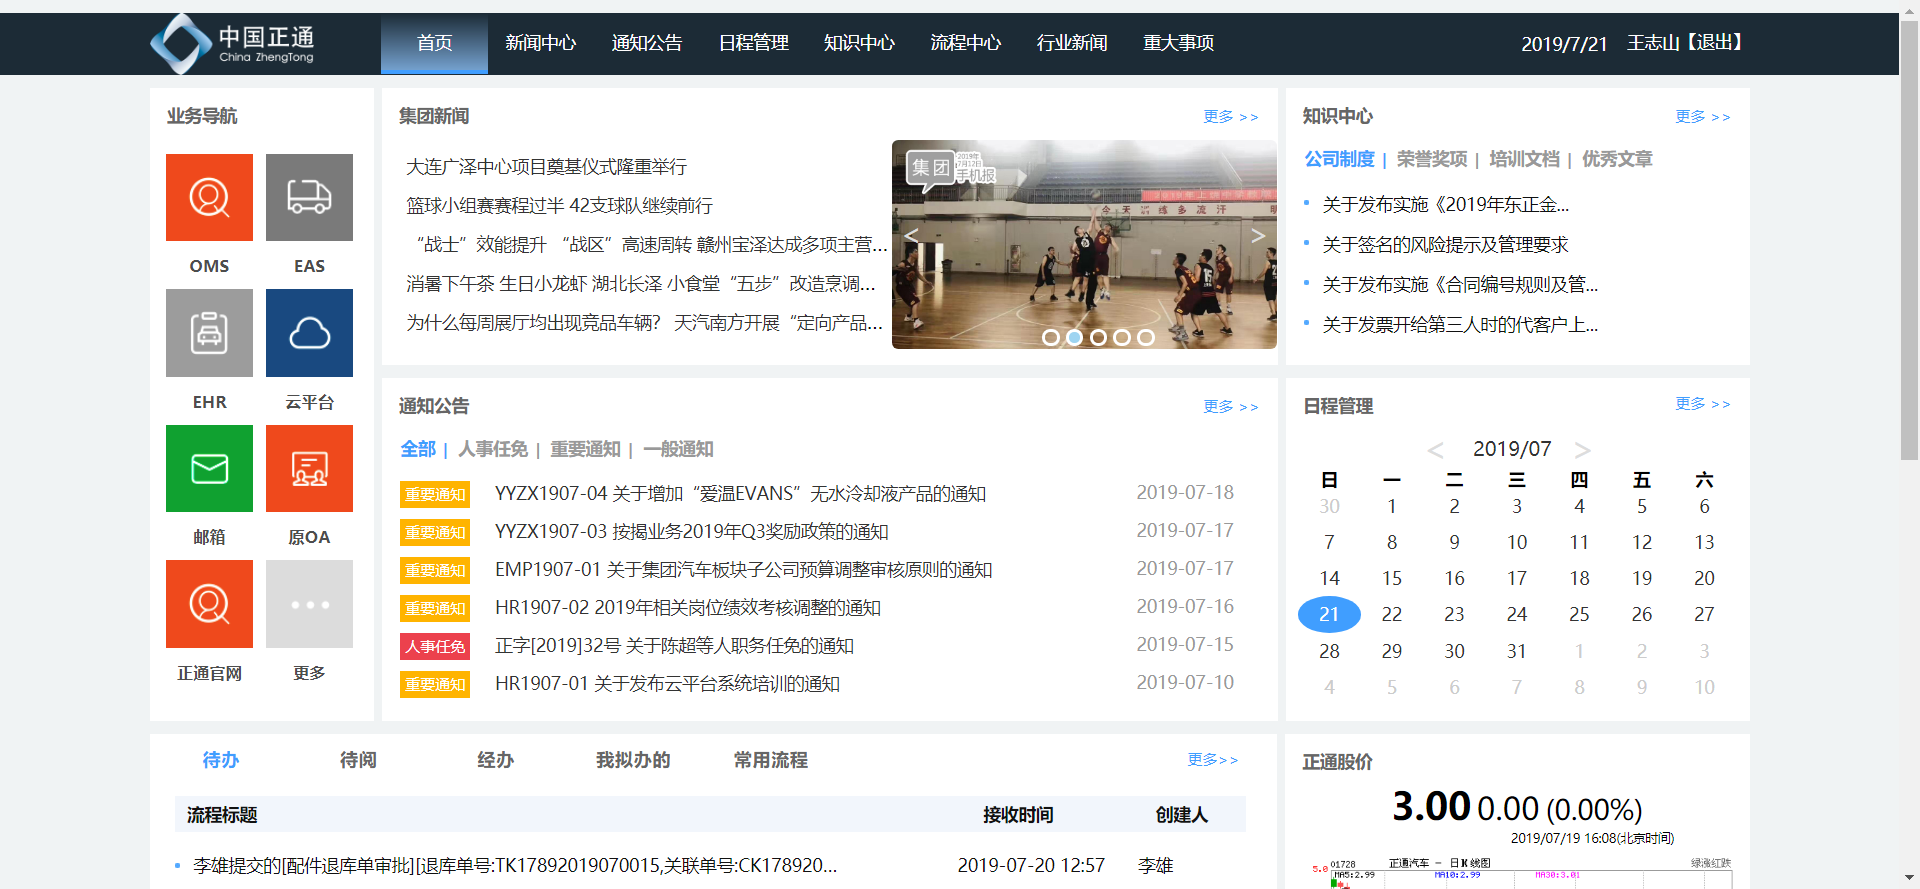 中国正通
China ZhengTong
首页 新闻中心 通知公告 日程管理 知识中心 流程中心 行业新闻 重大事项
2019/7/21 王志山【退出】
业务导航
OMS EAS
EHR 云平台
邮箱 原OA
正通官网 更多
集团新闻 更多 >>
大连广泽中心项目奠基仪式隆重举行
篮球小组赛赛程过半 42支球队继续前行
“战士”效能提升 “战区”高速周转 赣州宝泽达成多项主营...
消暑下午茶 生日小龙虾 湖北长泽 小食堂“五步”改造烹调...
为什么每周展厅均出现竞品车辆? 天汽南方开展“定向产品...
集团
2019年
7月12日
手机报
< >
知识中心 更多 >>
公司制度 | 荣誉奖项 | 培训文档 | 优秀文章
关于发布实施《2019年东正金...
关于签名的风险提示及管理要求
关于发布实施《合同编号规则及管...
关于发票开给第三人时的代客户上...
通知公告 更多 >>
全部 | 人事任免 | 重要通知 | 一般通知
重要通知 YYZX1907-04 关于增加“爱温EVANS”无水冷却液产品的通知 2019-07-18
重要通知 YYZX1907-03 按揭业务2019年Q3奖励政策的通知 2019-07-17
重要通知 EMP1907-01 关于集团汽车板块子公司预算调整审核原则的通知 2019-07-17
重要通知 HR1907-02 2019年相关岗位绩效考核调整的通知 2019-07-16
人事任免 正字[2019]32号 关于陈超等人职务任免的通知 2019-07-15
重要通知 HR1907-01 关于发布云平台系统培训的通知 2019-07-10
日程管理 更多 >>
< 2019/07 >
日 一 二 三 四 五 六
30 1 2 3 4 5 6
7 8 9 10 11 12 13
14 15 16 17 18 19 20
21 22 23 24 25 26 27
28 29 30 31 1 2 3
4 5 6 7 8 9 10
待办 待阅 经办 我拟办的 常用流程 更多>>
流程标题 接收时间 创建人
李雄提交的[配件退库单审批][退库单号:TK17892019070015,关联单号:CK178920... 2019-07-20 12:57 李雄
正通股价
3.00 0.00 (0.00%)
2019/07/19 16:08(北京时间)
01728 正通汽车 - 日K线图 绿涨红跌
5.0 MA5:2.99 MA10:2.99 MA30:3.01